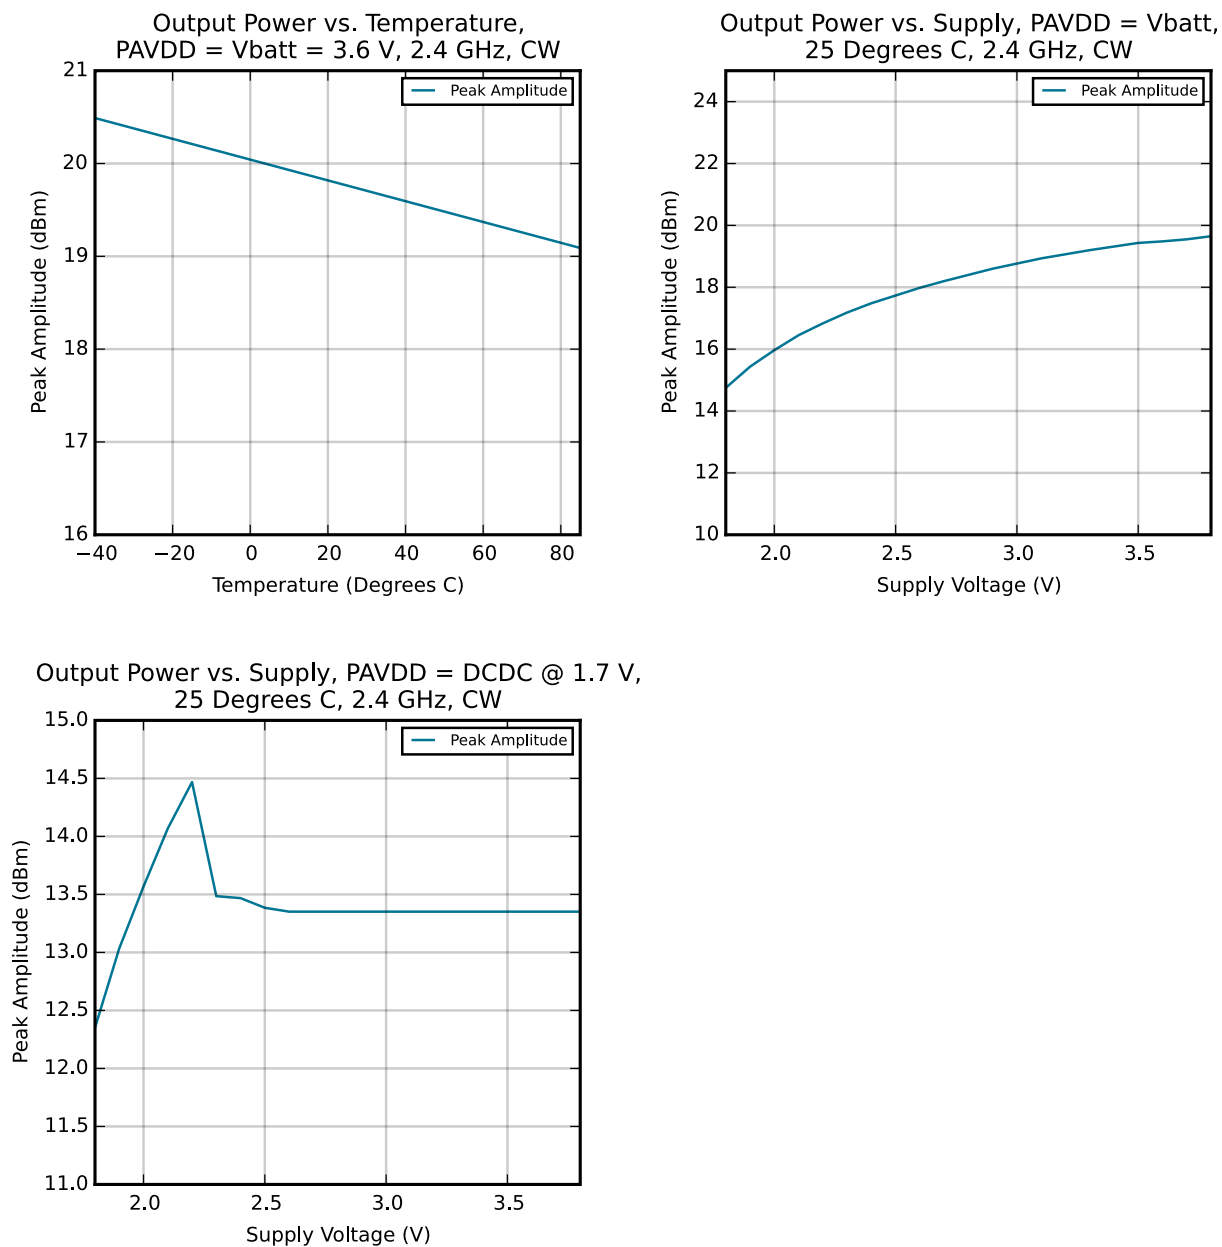 Output Power vs. Temperature,
PAVDD = Vbatt = 3.6 V, 2.4 GHz, CW
Peak Amplitude
21
20
19
18
17
16
Peak Amplitude (dBm)
−40
−20
0
20
40
60
80
Temperature (Degrees C)
Output Power vs. Supply, PAVDD = Vbatt,
25 Degrees C, 2.4 GHz, CW
Peak Amplitude
24
22
20
18
16
14
12
10
Peak Amplitude (dBm)
2.0
2.5
3.0
3.5
Supply Voltage (V)
Output Power vs. Supply, PAVDD = DCDC @ 1.7 V,
25 Degrees C, 2.4 GHz, CW
Peak Amplitude
15.0
14.5
14.0
13.5
13.0
12.5
12.0
11.5
11.0
Peak Amplitude (dBm)
2.0
2.5
3.0
3.5
Supply Voltage (V)